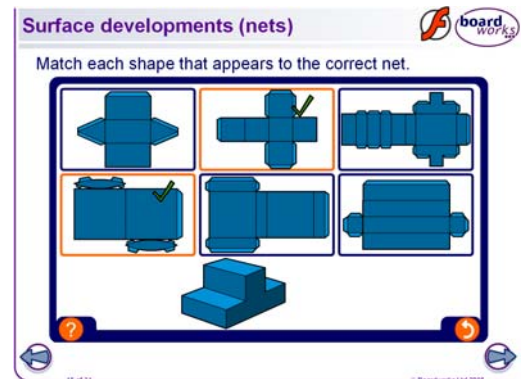 Surface developments (nets)
board
works
Match each shape that appears to the correct net.
?